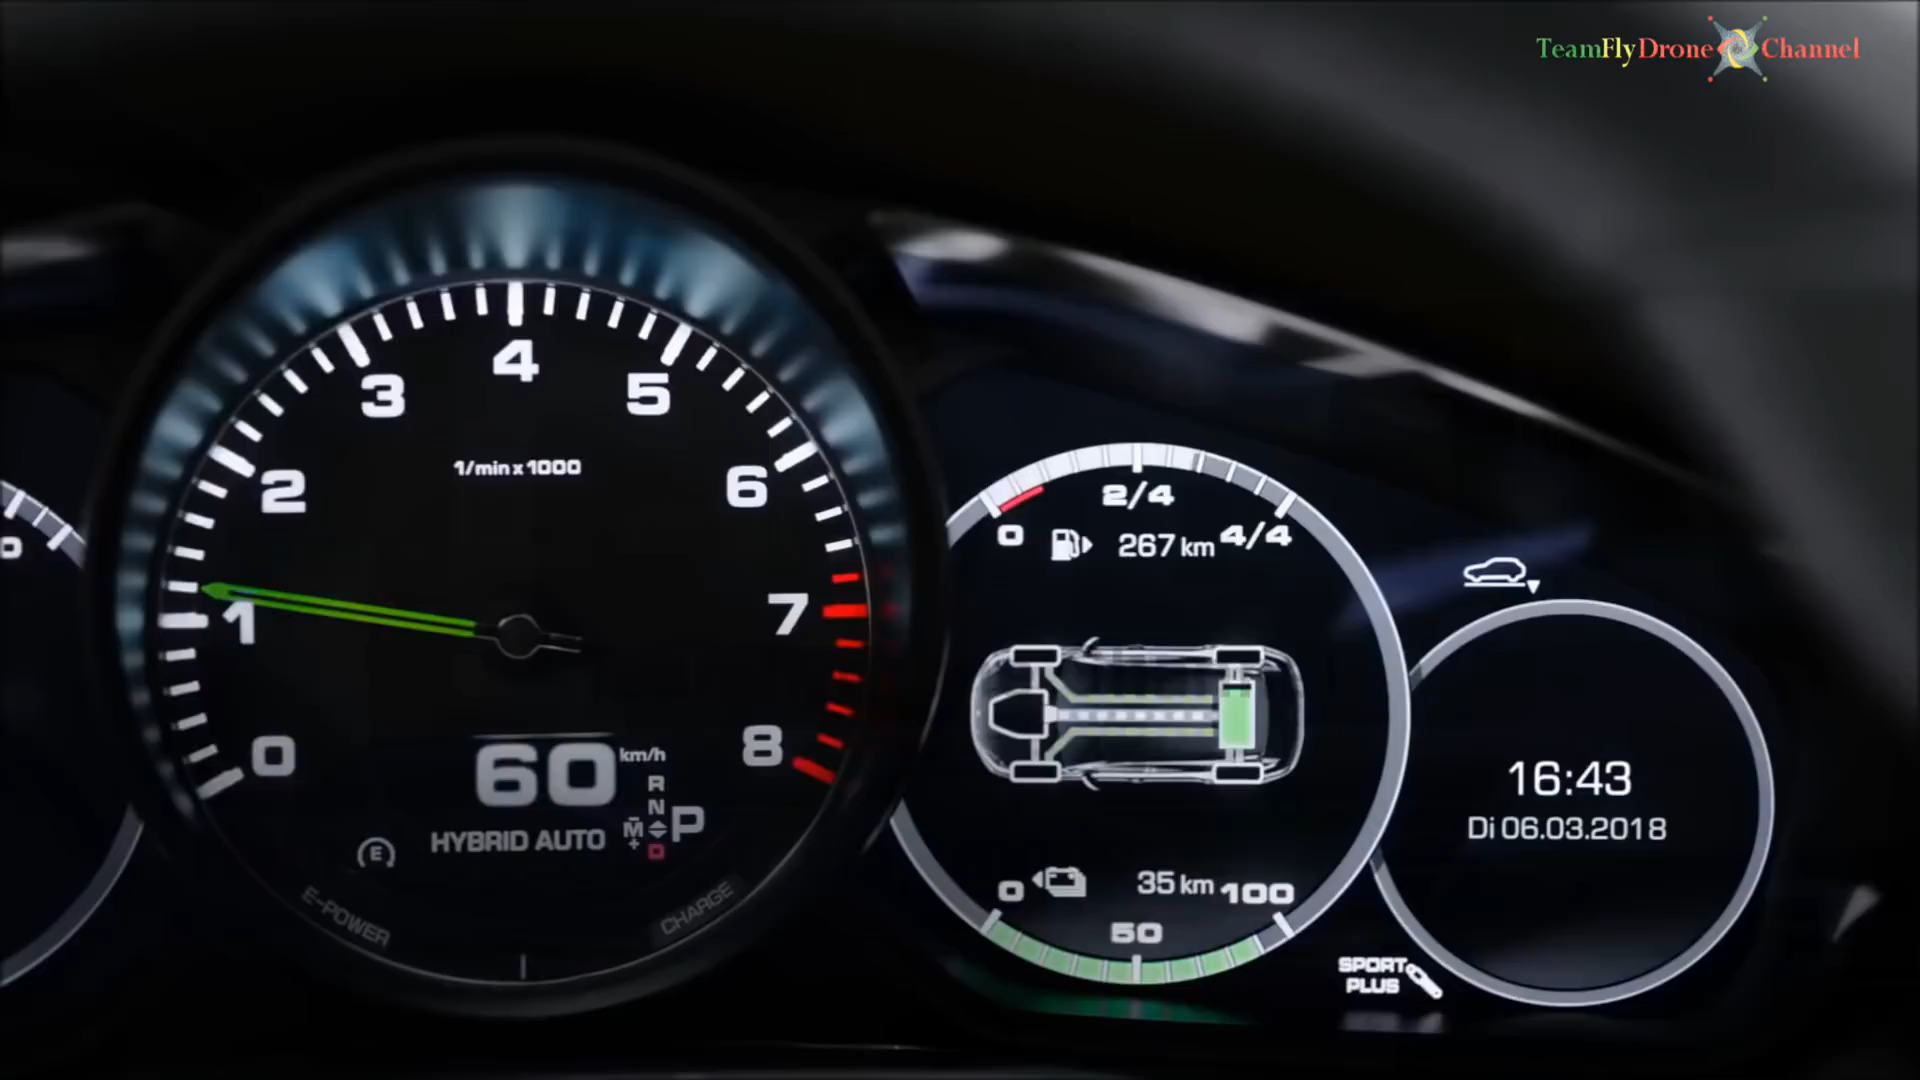 TeamFlyDrone Channel
0
1
2
3
4
5
6
7
8
1/min x 1000
60 km/h
HYBRID AUTO
R
N
M
+
D
P
E
E-POWER
CHARGE
0 2/4 4/4
267 km
0 35 km 100
50
SPORT
PLUS
16:43
Di 06.03.2018